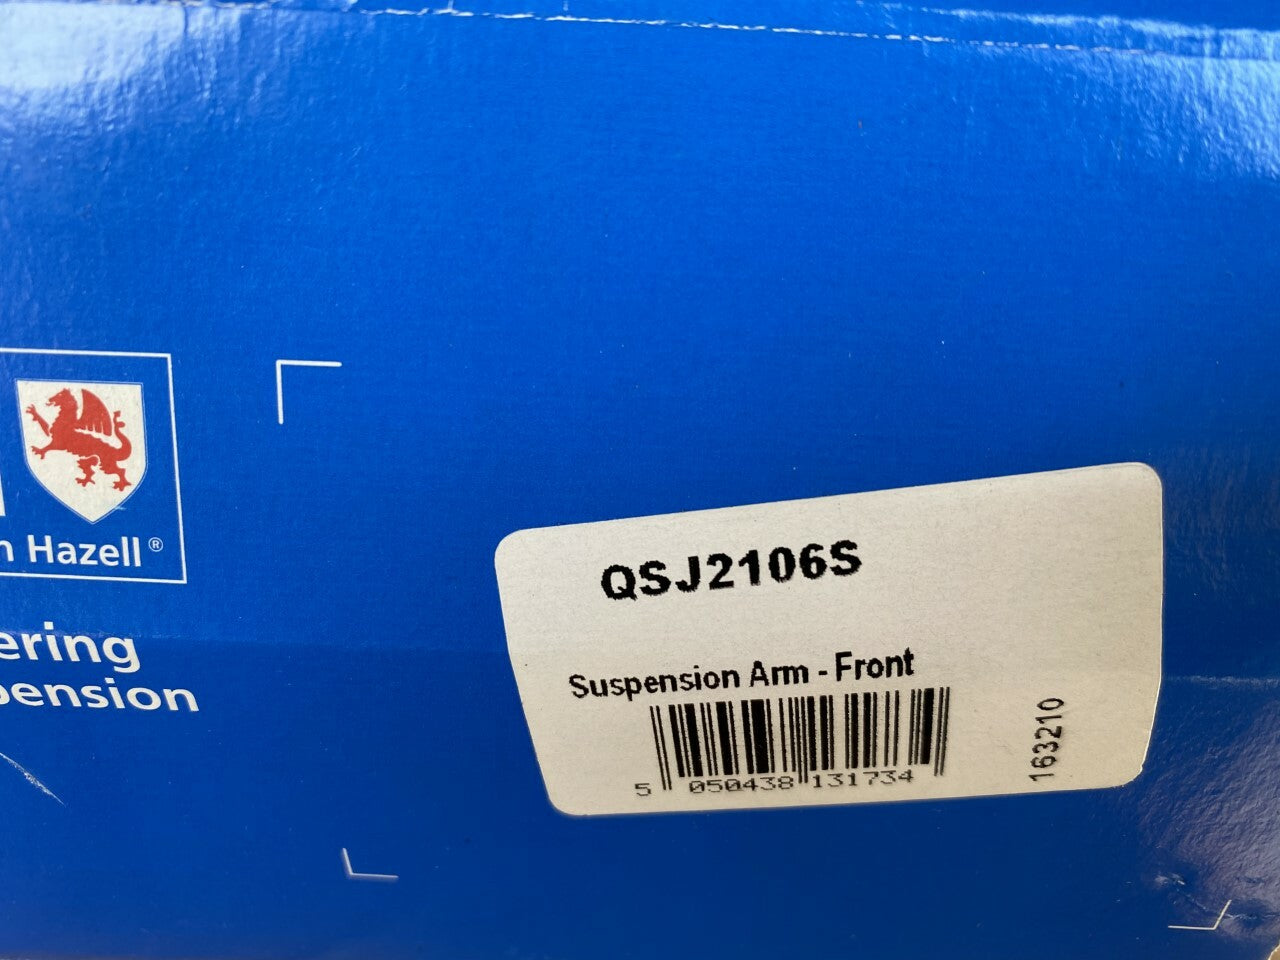 n Hazell®
ering
pension
QSJ2106S
Suspension Arm - Front
5 050438 131734
163210